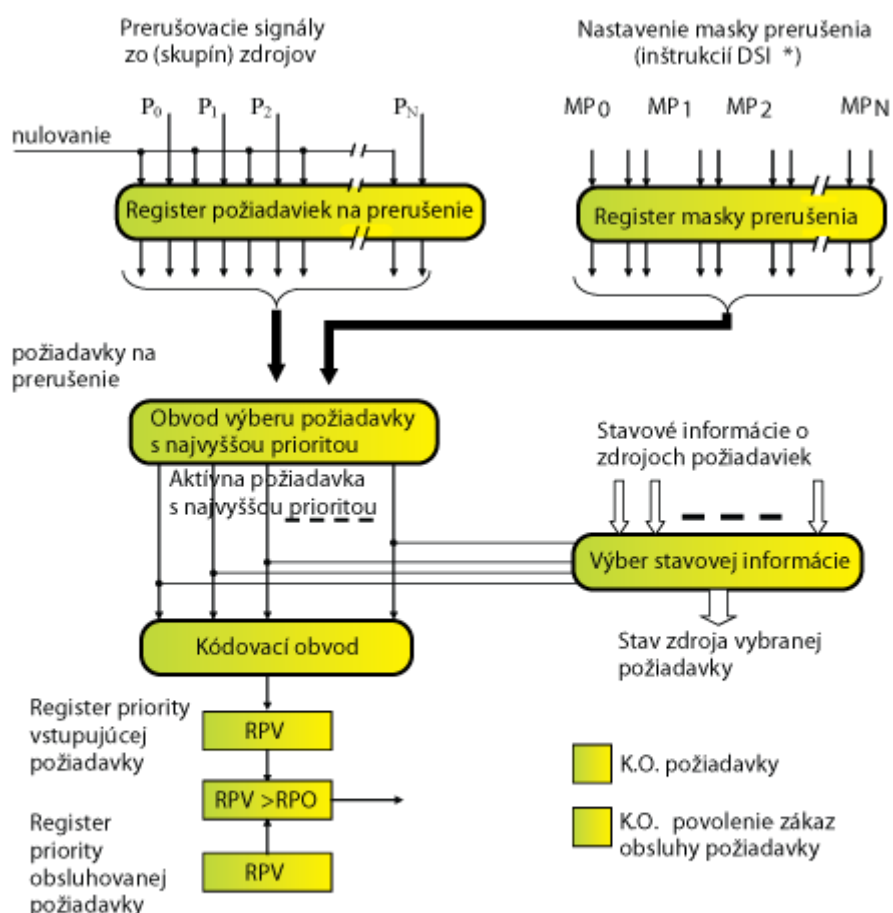 Prerušovacie signály
zo (skupín) zdrojov
Nastavenie masky prerušenia
(inštrukcií DSI *)
P0 P1 P2 PN
MP0 MP1 MP2 MPN
nulovanie
Register požiadaviek na prerušenie
Register masky prerušenia
požiadavky na
prerušenie
Obvod výberu požiadavky
s najvyššou prioritou
Stavové informácie o
zdrojoch požiadaviek
Aktívna požiadavka
s najvyššou prioritou
Výber stavovej informácie
Kódovací obvod
Stav zdroja vybranej
požiadavky
Register priority
vstupujúcej
požiadavky
RPV
K.O. požiadavky
RPV >RPO
Register
priority
obsluhovanej
požiadavky
RPV
K.O. povolenie zákaz
obsluhy požiadavky